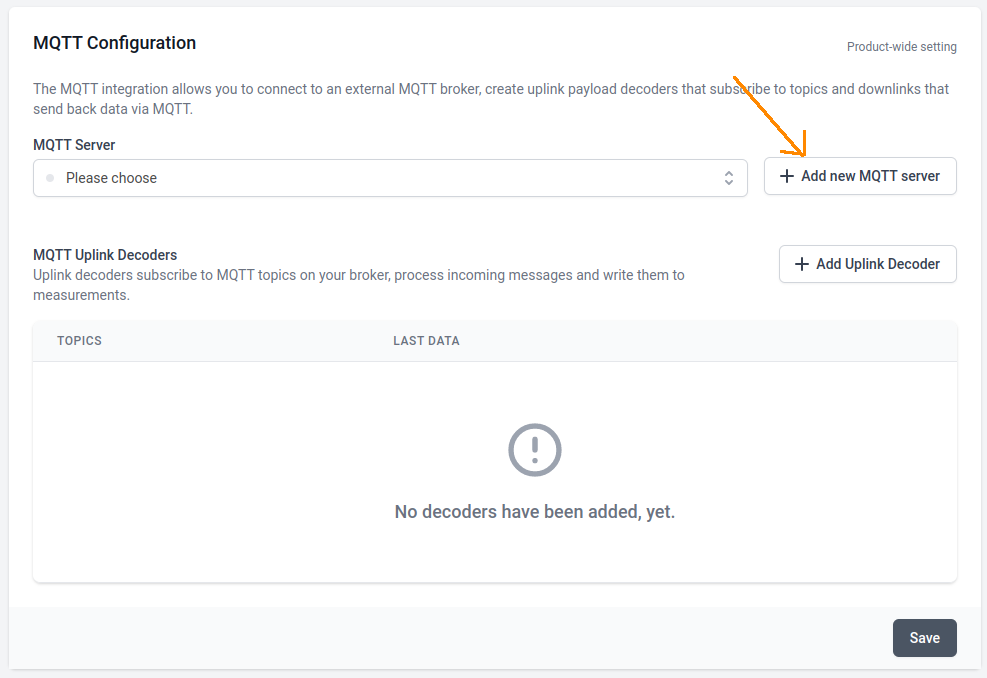 MQTT Configuration
Product-wide setting
The MQTT integration allows you to connect to an external MQTT broker, create uplink payload decoders that subscribe to topics and downlinks that
send back data via MQTT.
MQTT Server
Please choose
Add new MQTT server
MQTT Uplink Decoders
Uplink decoders subscribe to MQTT topics on your broker, process incoming messages and write them to
measurements.
Add Uplink Decoder
TOPICS
LAST DATA
No decoders have been added, yet.
Save